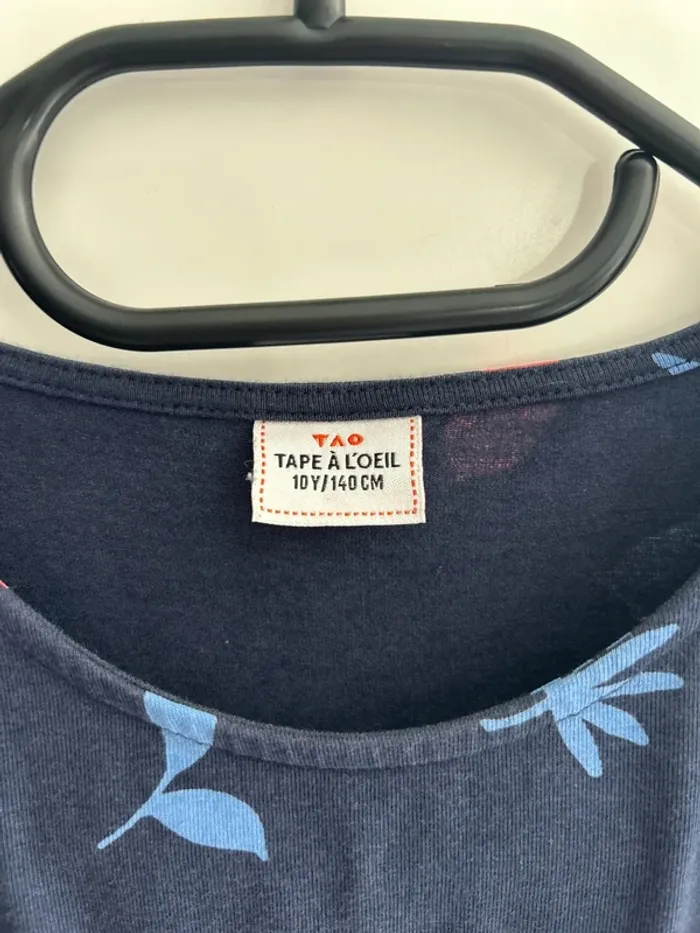 TAO
TAPE À L'OEIL
10Y/140CM